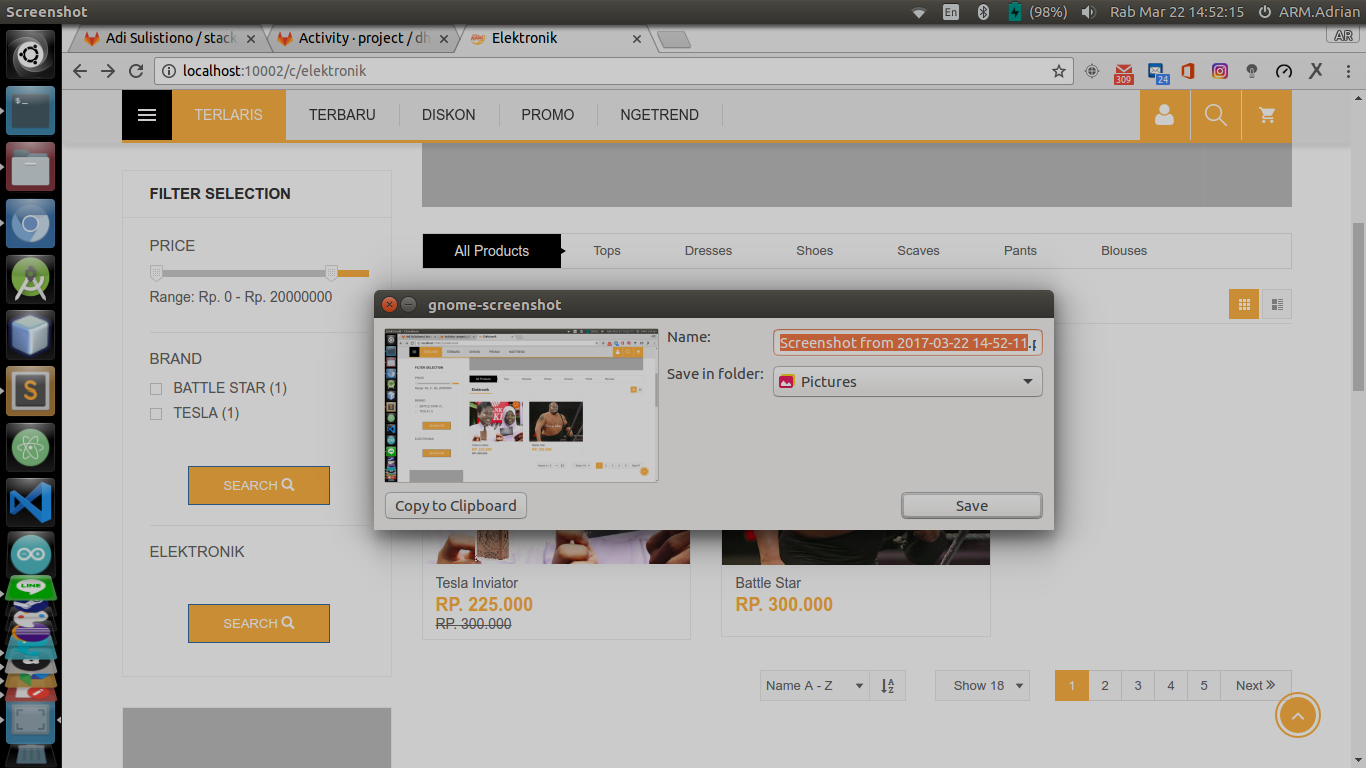 Screenshot
En
(98%)
Rab Mar 22 14:52:15
ARM.Adrian
Adi Sulistiono / stack
Activity · project / dh
Elektronik
AR
localhost:10002/c/elektronik
309
24
TERLARIS
TERBARU
DISKON
PROMO
NGETREND
FILTER SELECTION
PRICE
Range: Rp. 0 - Rp. 20000000
BRAND
BATTLE STAR (1)
TESLA (1)
SEARCH
ELEKTRONIK
SEARCH
All Products
Tops
Dresses
Shoes
Scaves
Pants
Blouses
gnome-screenshot
Name:
Screenshot from 2017-03-22 14-52-11.p
Save in folder:
Pictures
Copy to Clipboard
Save
Tesla Inviator
RP. 225.000
RP. 300.000
Battle Star
RP. 300.000
Name A - Z
Show 18
1
2
3
4
5
Next »